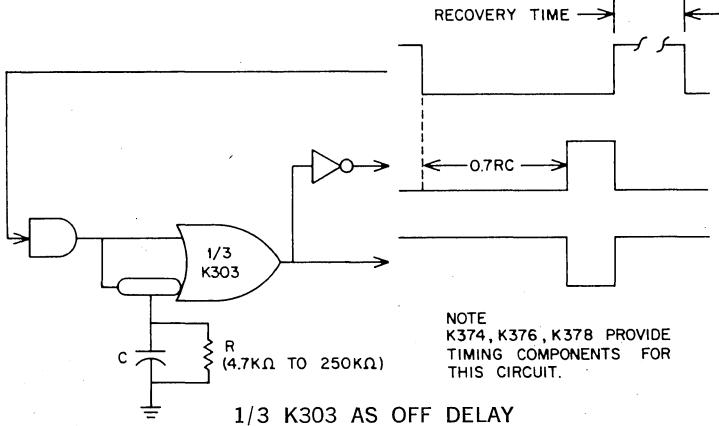 RECOVERY TIME
0.7RC
1/3
K303
C
R
(4.7KΩ TO 250KΩ)
NOTE
K374, K376, K378 PROVIDE
TIMING COMPONENTS FOR
THIS CIRCUIT.
1/3 K303 AS OFF DELAY